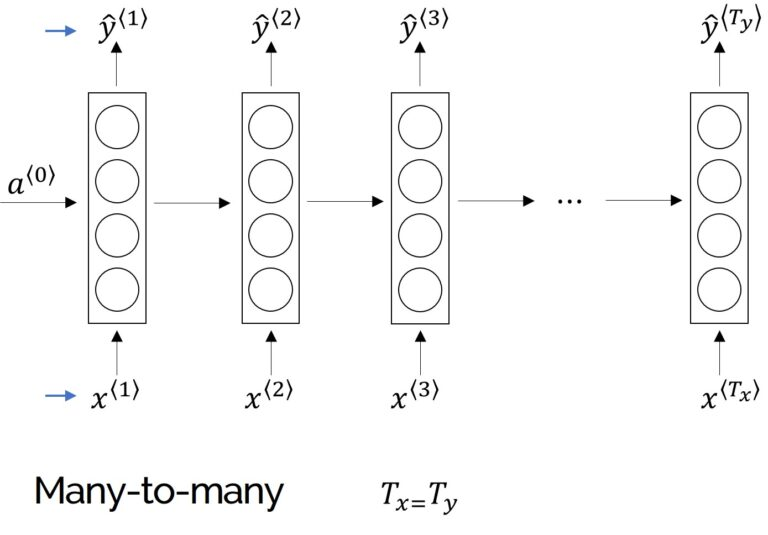 ŷ⟨1⟩ ŷ⟨2⟩ ŷ⟨3⟩ ŷ⟨Ty⟩
a⟨0⟩ ...
x⟨1⟩ x⟨2⟩ x⟨3⟩ x⟨Tx⟩
Many-to-many Tx=Ty